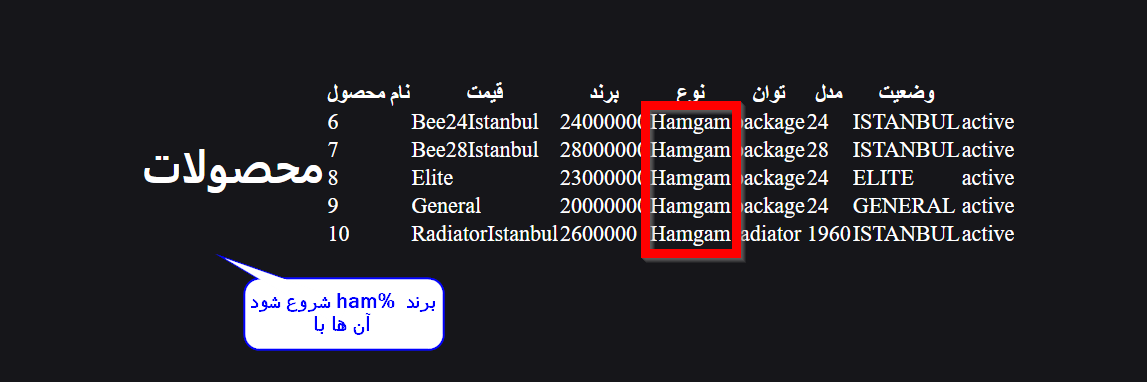 نام محصول قیمت برند نوع توان مدل وضعیت
6 Bee24Istanbul 24000000 Hamgam package 24 ISTANBUL active
7 Bee28Istanbul 28000000 Hamgam package 28 ISTANBUL active
محصولات
8 Elite 23000000 Hamgam package 24 ELITE active
9 General 20000000 Hamgam package 24 GENERAL active
10 RadiatorIstanbul 2600000 Hamgam radiator 1960 ISTANBUL active
برند ham% شروع شود
آن ها با